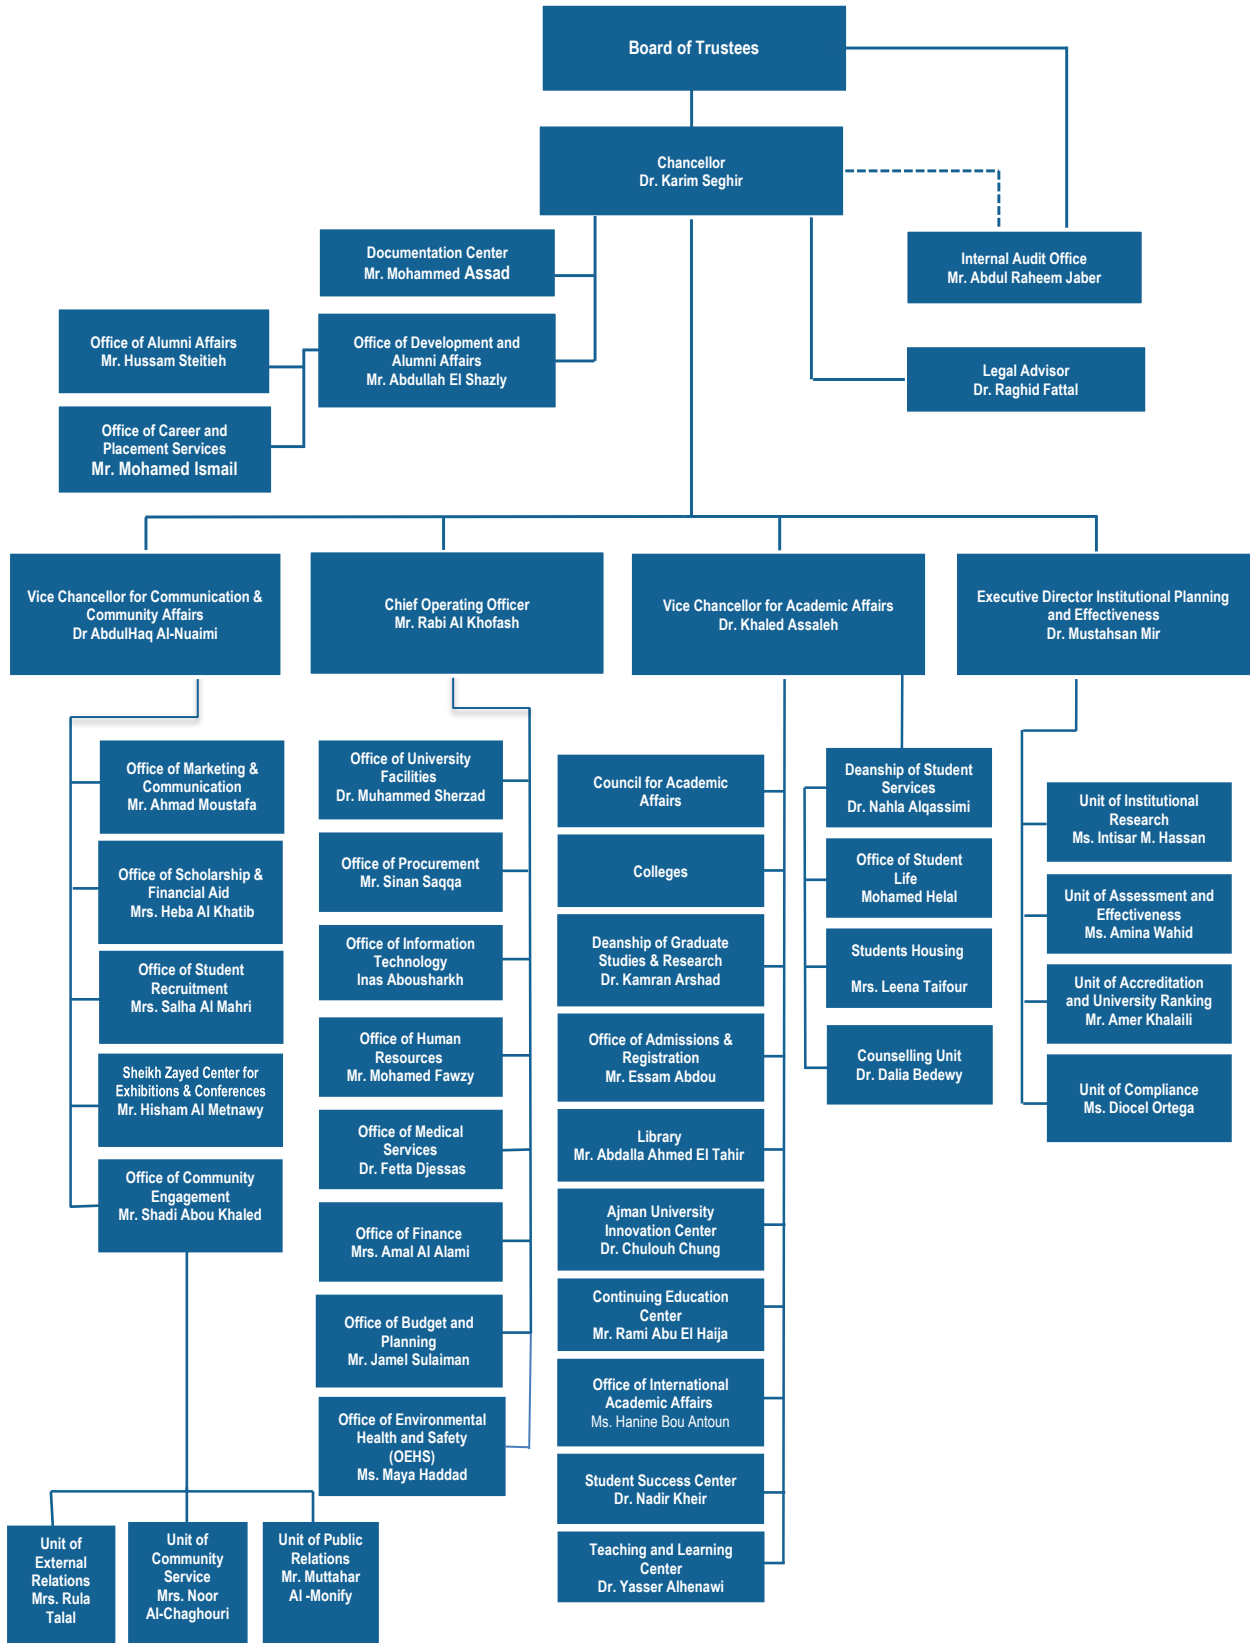 Board of Trustees
Chancellor
Dr. Karim Seghir
Documentation Center
Mr. Mohammed Assad
Internal Audit Office
Mr. Abdul Raheem Jaber
Office of Alumni Affairs
Mr. Hussam Steitieh
Office of Development and
Alumni Affairs
Mr. Abdullah El Shazly
Legal Advisor
Dr. Raghid Fattal
Office of Career and
Placement Services
Mr. Mohamed Ismail
Vice Chancellor for Communication &
Community Affairs
Dr AbdulHaq Al-Nuaimi
Chief Operating Officer
Mr. Rabi Al Khofash
Vice Chancellor for Academic Affairs
Dr. Khaled Assaleh
Executive Director Institutional Planning
and Effectiveness
Dr. Mustahsan Mir
Office of Marketing &
Communication
Mr. Ahmad Moustafa
Office of Scholarship &
Financial Aid
Mrs. Heba Al Khatib
Office of Student
Recruitment
Mrs. Salha Al Mahri
Sheikh Zayed Center for
Exhibitions & Conferences
Mr. Hisham Al Metnawy
Office of Community
Engagement
Mr. Shadi Abou Khaled
Unit of
External
Relations
Mrs. Rula
Talal
Unit of
Community
Service
Mrs. Noor
Al-Chaghouri
Unit of Public
Relations
Mr. Muttahar
Al -Monify
Office of University
Facilities
Dr. Muhammed Sherzad
Office of Procurement
Mr. Sinan Saqqa
Office of Information
Technology
Inas Abousharkh
Office of Human
Resources
Mr. Mohamed Fawzy
Office of Medical
Services
Dr. Fetta Djessas
Office of Finance
Mrs. Amal Al Alami
Office of Budget and
Planning
Mr. Jamel Sulaiman
Office of Environmental
Health and Safety
(OEHS)
Ms. Maya Haddad
Council for Academic
Affairs
Colleges
Deanship of Graduate
Studies & Research
Dr. Kamran Arshad
Office of Admissions &
Registration
Mr. Essam Abdou
Library
Mr. Abdalla Ahmed El Tahir
Ajman University
Innovation Center
Dr. Chulouh Chung
Continuing Education
Center
Mr. Rami Abu El Haija
Office of International
Academic Affairs
Ms. Hanine Bou Antoun
Student Success Center
Dr. Nadir Kheir
Teaching and Learning
Center
Dr. Yasser Alhenawi
Deanship of Student
Services
Dr. Nahla Alqassimi
Office of Student
Life
Mohamed Helal
Students Housing
Mrs. Leena Taifour
Counselling Unit
Dr. Dalia Bedewy
Unit of Institutional
Research
Ms. Intisar M. Hassan
Unit of Assessment and
Effectiveness
Ms. Amina Wahid
Unit of Accreditation
and University Ranking
Mr. Amer Khalaili
Unit of Compliance
Ms. Diocel Ortega